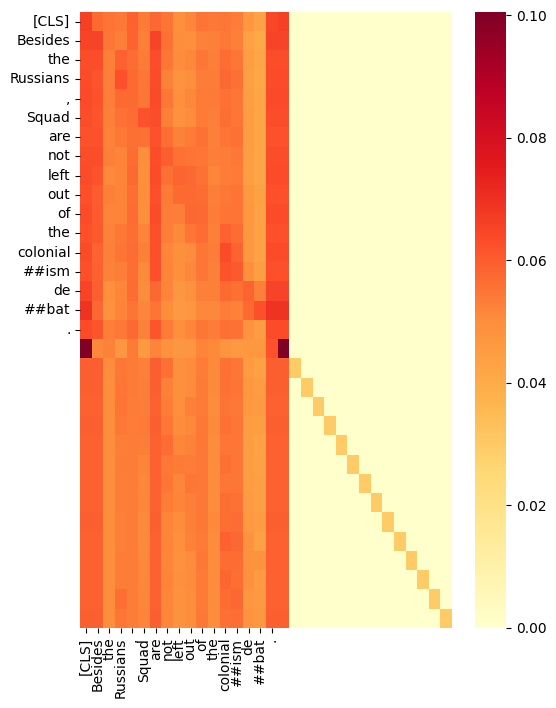 [CLS]
Besides
the
Russians
,
Squad
are
not
left
out
of
the
colonial
##ism
de
##bat
.
0.10
0.08
0.06
0.04
0.02
0.00
[CLS]
Besides
the
Russians
,
Squad
are
not
left
out
of
the
colonial
##ism
de
##bat
.